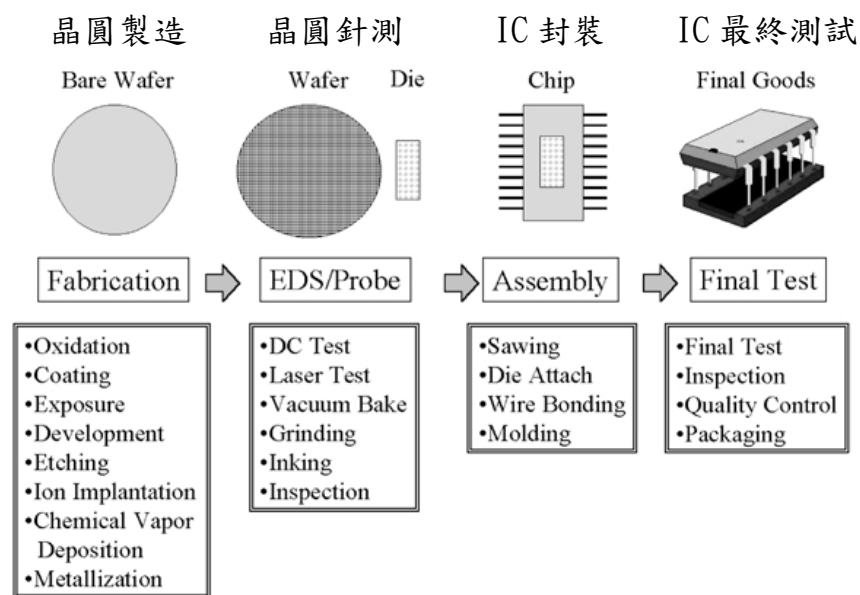 晶圓製造
晶圓針測
IC 封裝
IC 最終測試
Bare Wafer
Wafer
Die
Chip
Final Goods
Fabrication
EDS/Probe
Assembly
Final Test
•Oxidation
•Coating
•Exposure
•Development
•Etching
•Ion Implantation
•Chemical Vapor
Deposition
•Metallization
•DC Test
•Laser Test
•Vacuum Bake
•Grinding
•Inking
•Inspection
•Sawing
•Die Attach
•Wire Bonding
•Molding
•Final Test
•Inspection
•Quality Control
•Packaging